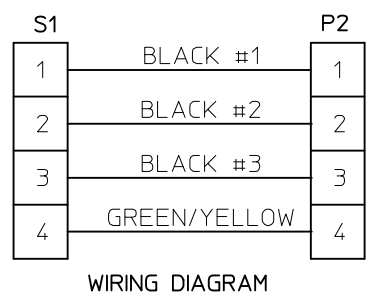 S1 P2
1 BLACK #1 1
2 BLACK #2 2
3 BLACK #3 3
4 GREEN/YELLOW 4
WIRING DIAGRAM